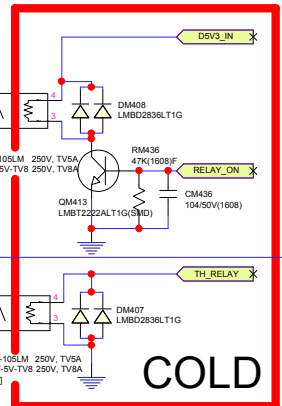 D5V3_IN
4
3
DM408
LMBD2836LT1G
-105LM 250V, TV5A
5V-TV8 250V, TV8A
RM436
47K(1608)F
RELAY_ON
QM413
LMBT2222ALT1G(SMD)
CM436
104/50V(1608)
TH_RELAY
4
3
DM407
LMBD2836LT1G
-105LM 250V, TV5A
-5V-TV8 250V, TV8A
]
COLD